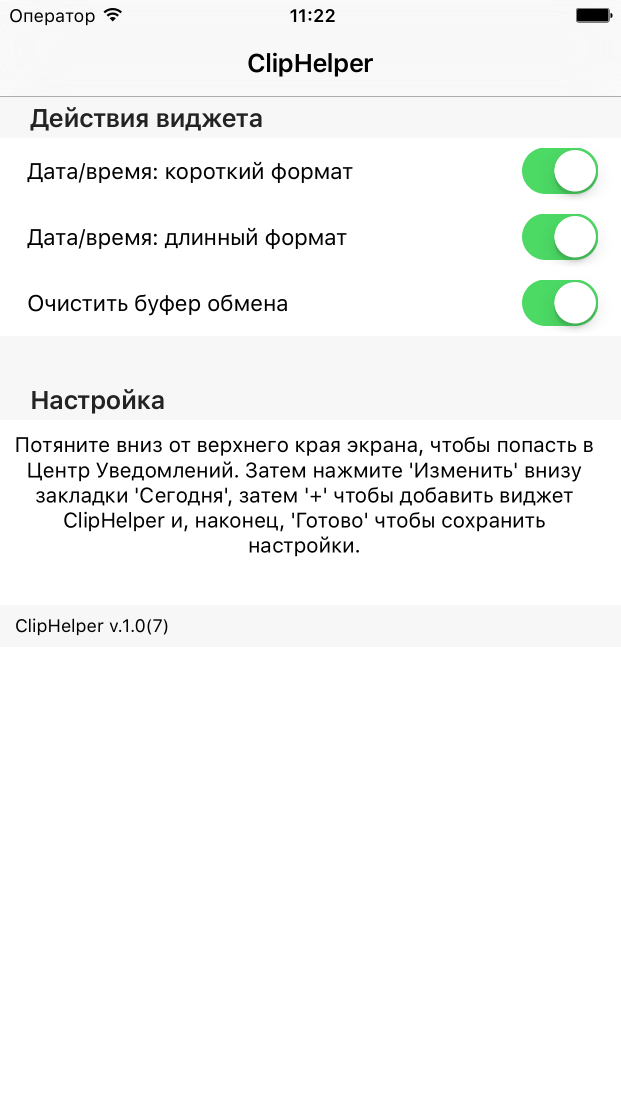 Оператор 11:22
ClipHelper
Действия виджета
Дата/время: короткий формат
Дата/время: длинный формат
Очистить буфер обмена
Настройка
Потяните вниз от верхнего края экрана, чтобы попасть в
Центр Уведомлений. Затем нажмите 'Изменить' внизу
закладки 'Сегодня', затем '+' чтобы добавить виджет
ClipHelper и, наконец, 'Готово' чтобы сохранить
настройки.
ClipHelper v.1.0(7)